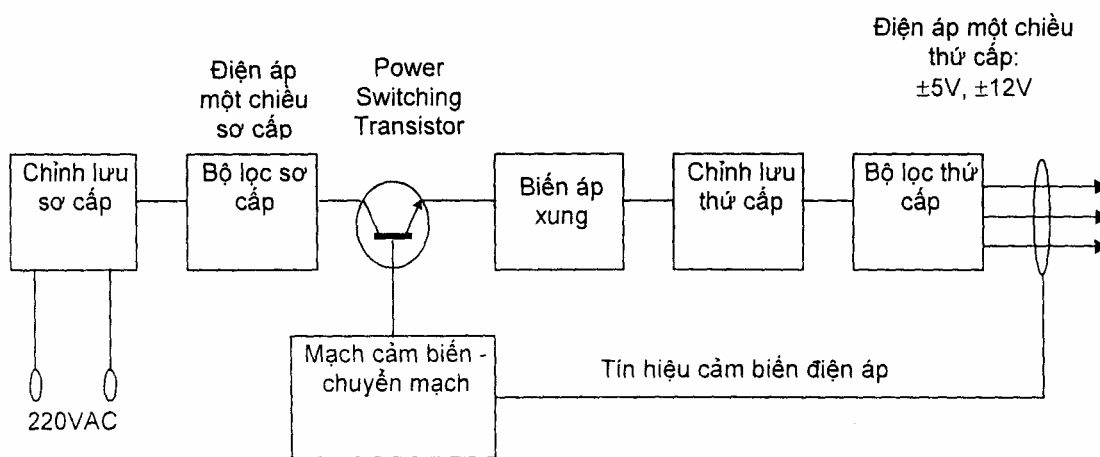 Điện áp một chiều
thứ cấp:
±5V, ±12V
Điện áp
một chiều
sơ cấp
Power
Switching
Transistor
Chỉnh lưu
sơ cấp
Bộ lọc sơ
cấp
Biến áp
xung
Chỉnh lưu
thứ cấp
Bộ lọc thứ
cấp
Mạch cảm biến -
chuyển mạch
Tín hiệu cảm biến điện áp
220VAC